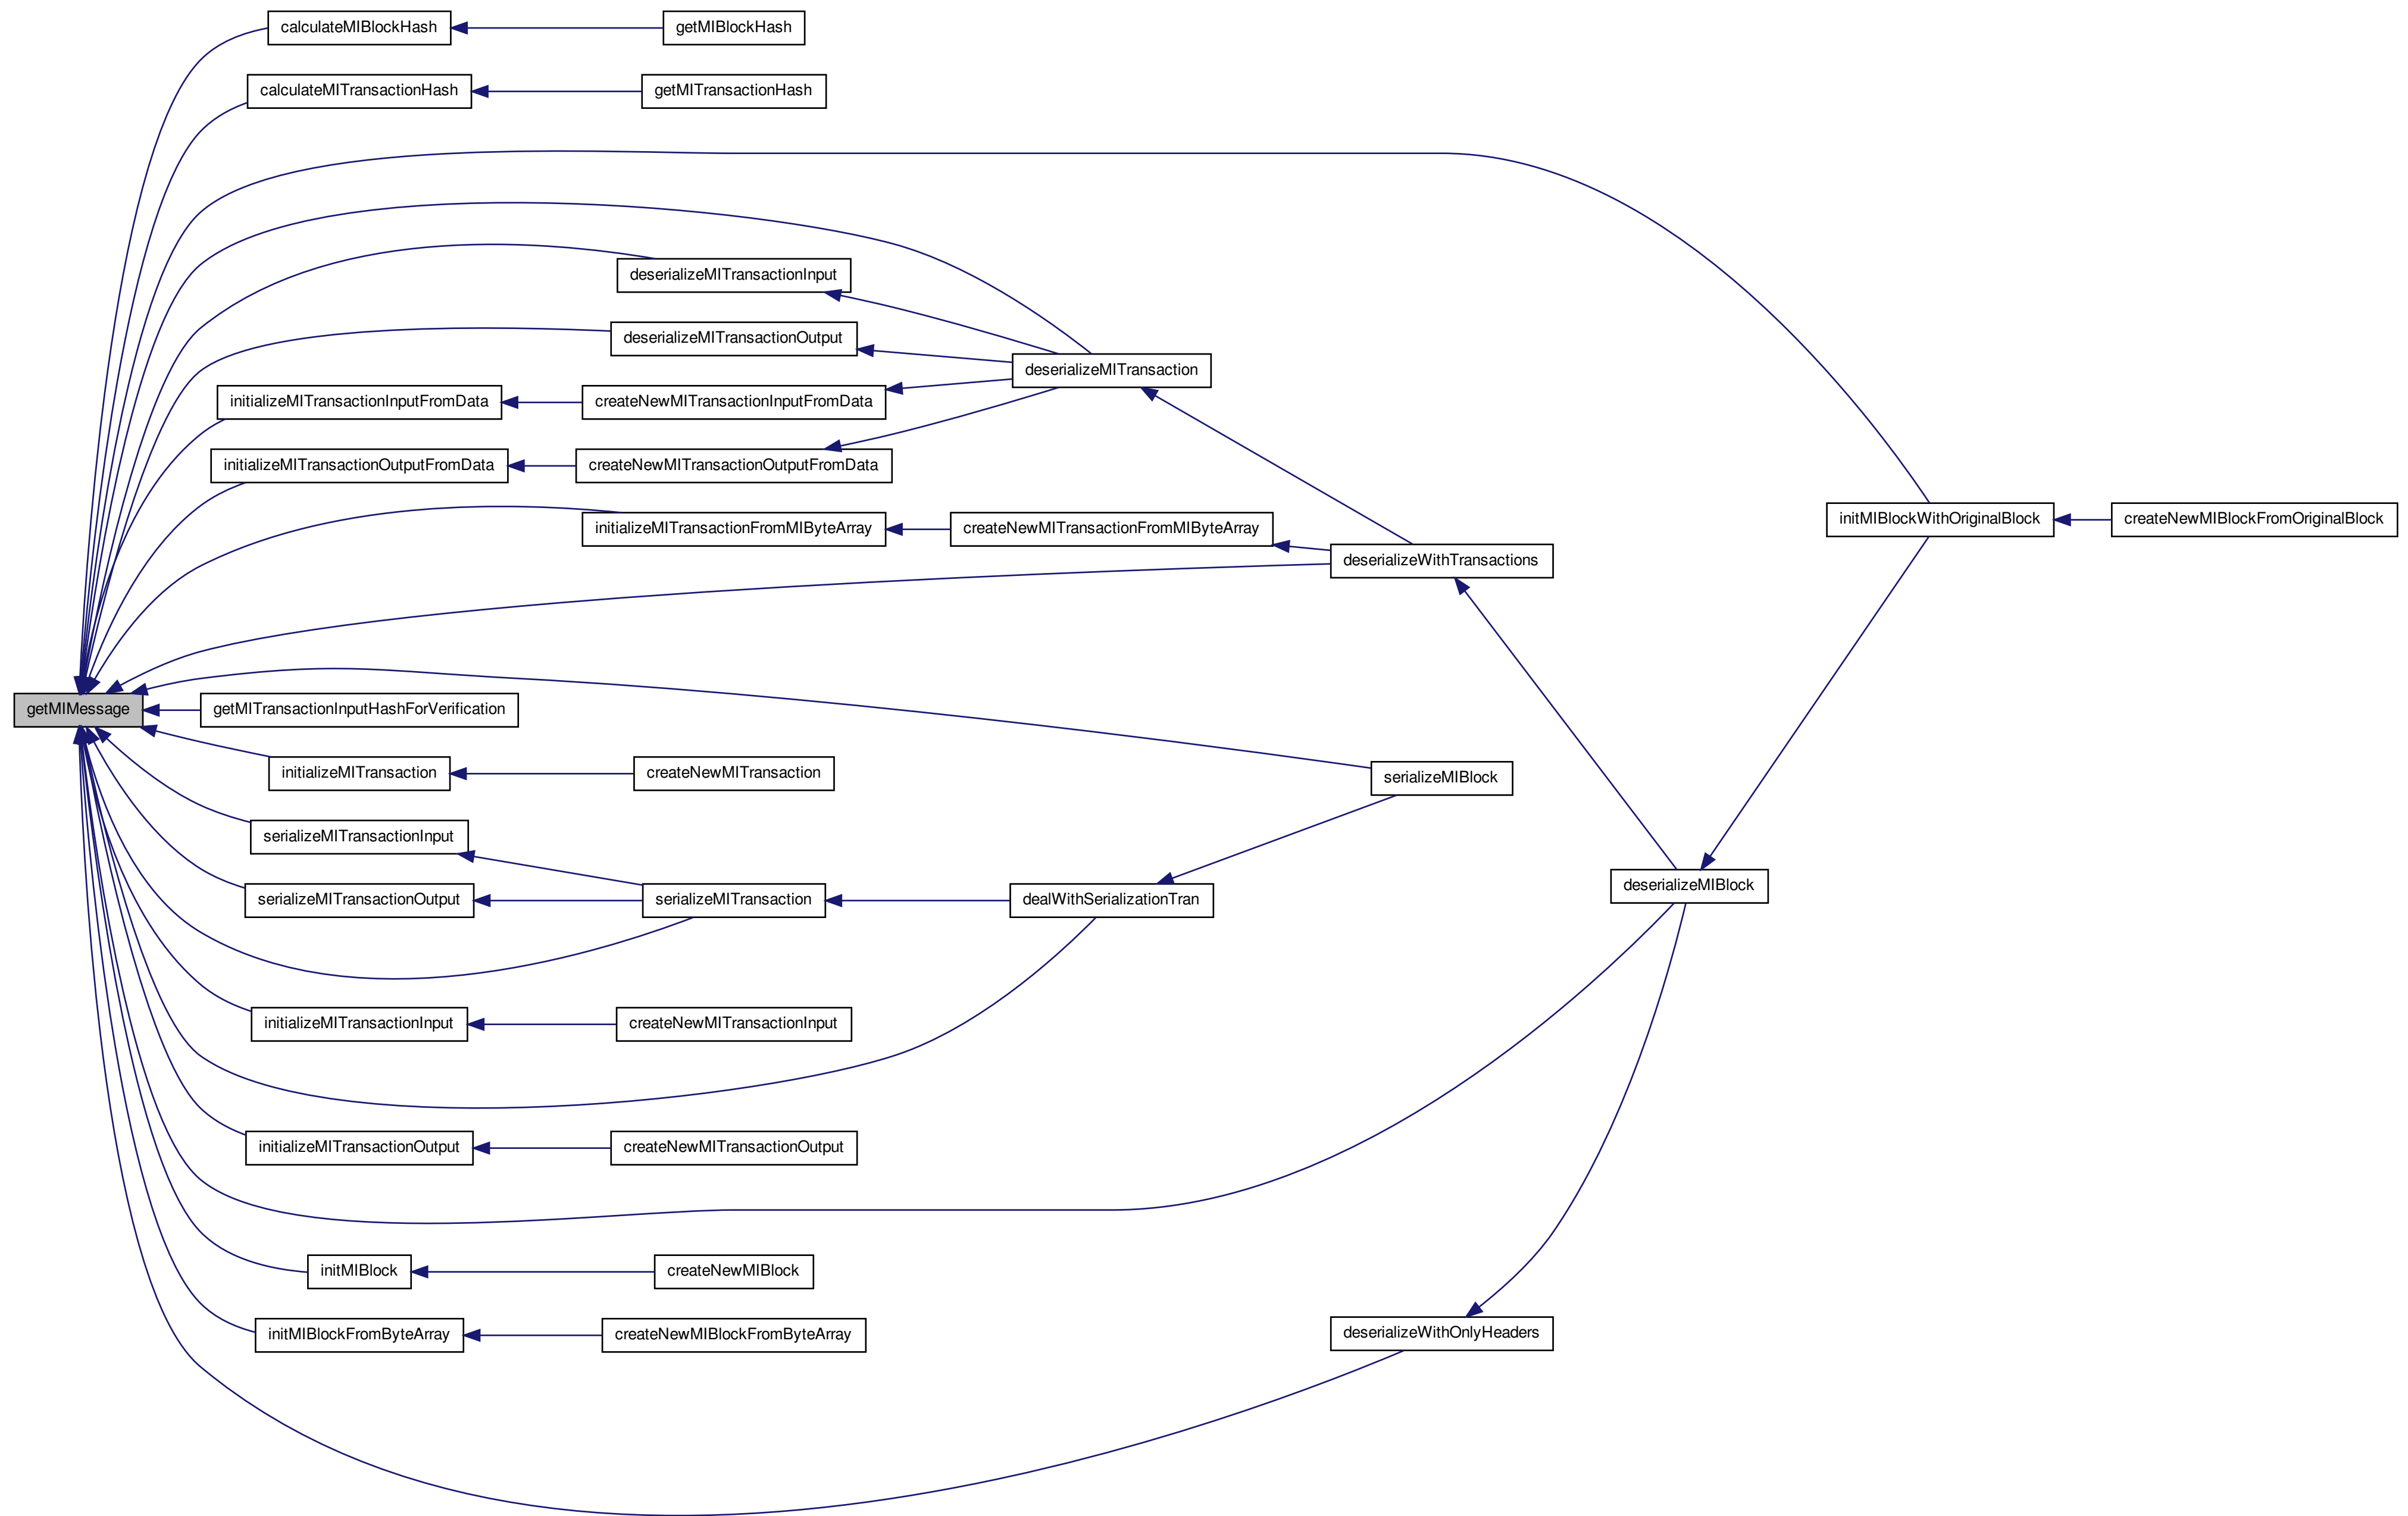 calculateMIBlockHash
getMIBlockHash
calculateMITransactionHash
getMITransactionHash
deserializeMITransactionInput
deserializeMITransactionOutput
deserializeMITransaction
initializeMITransactionInputFromData
createNewMITransactionInputFromData
initializeMITransactionOutputFromData
createNewMITransactionOutputFromData
initializeMITransactionFromMIByteArray
createNewMITransactionFromMIByteArray
initMIBlockWithOriginalBlock
createNewMIBlockFromOriginalBlock
deserializeWithTransactions
getMIMessage
getMITransactionInputHashForVerification
initializeMITransaction
createNewMITransaction
serializeMIBlock
serializeMITransactionInput
serializeMITransactionOutput
serializeMITransaction
dealWithSerializationTran
deserializeMIBlock
initializeMITransactionInput
createNewMITransactionInput
initializeMITransactionOutput
createNewMITransactionOutput
initMIBlock
createNewMIBlock
initMIBlockFromByteArray
createNewMIBlockFromByteArray
deserializeWithOnlyHeaders